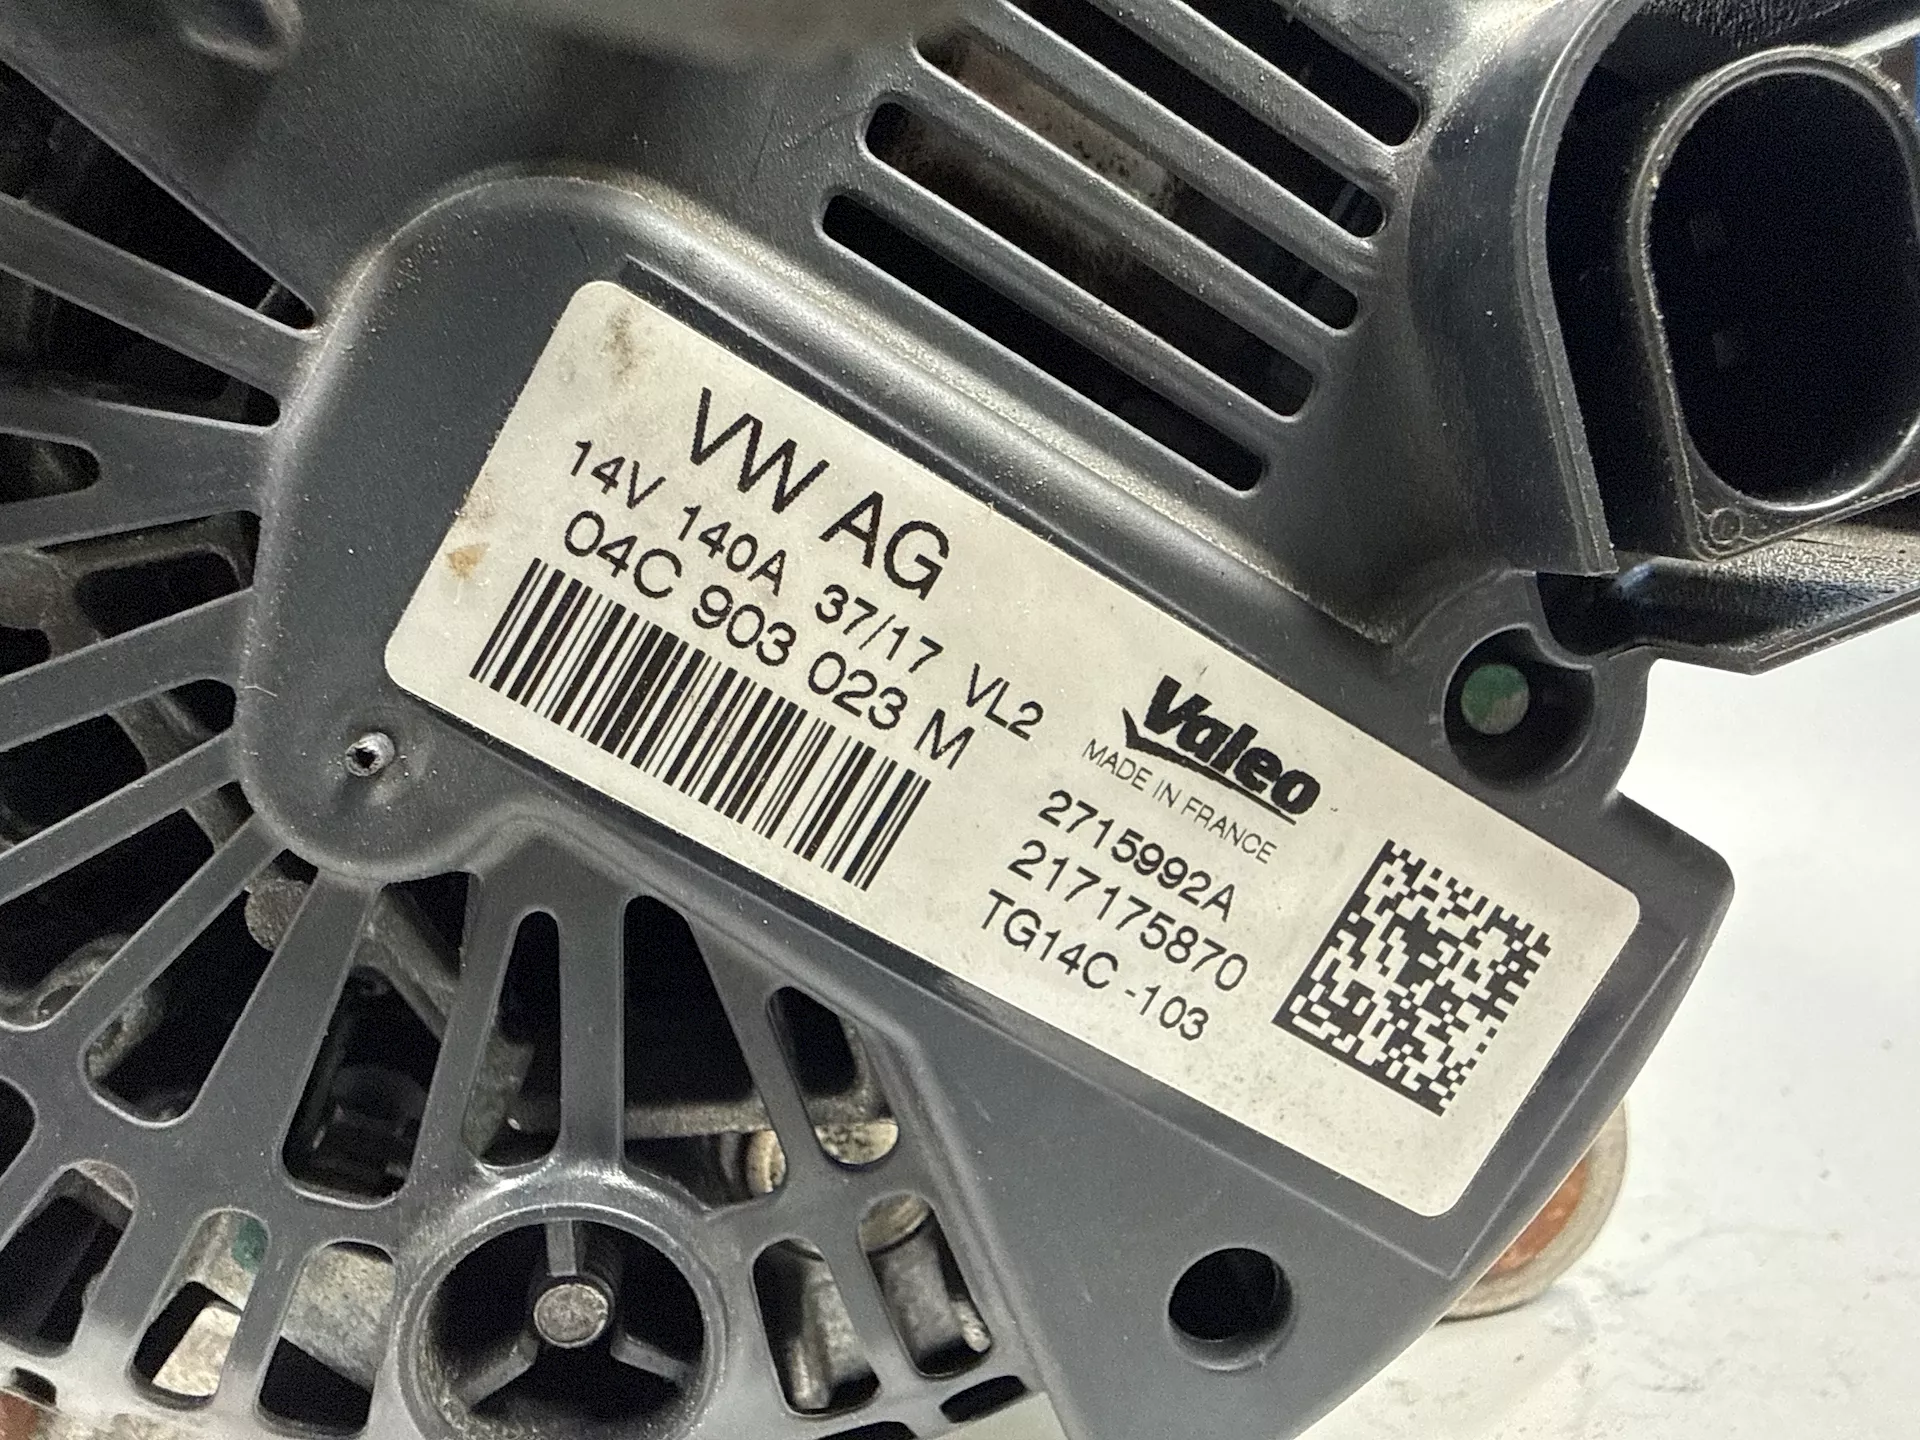 VW AG
14V 140A 37/17 VL2
04C 903 023 M
Valeo
MADE IN FRANCE
2715992A
217175870
TG14C -103